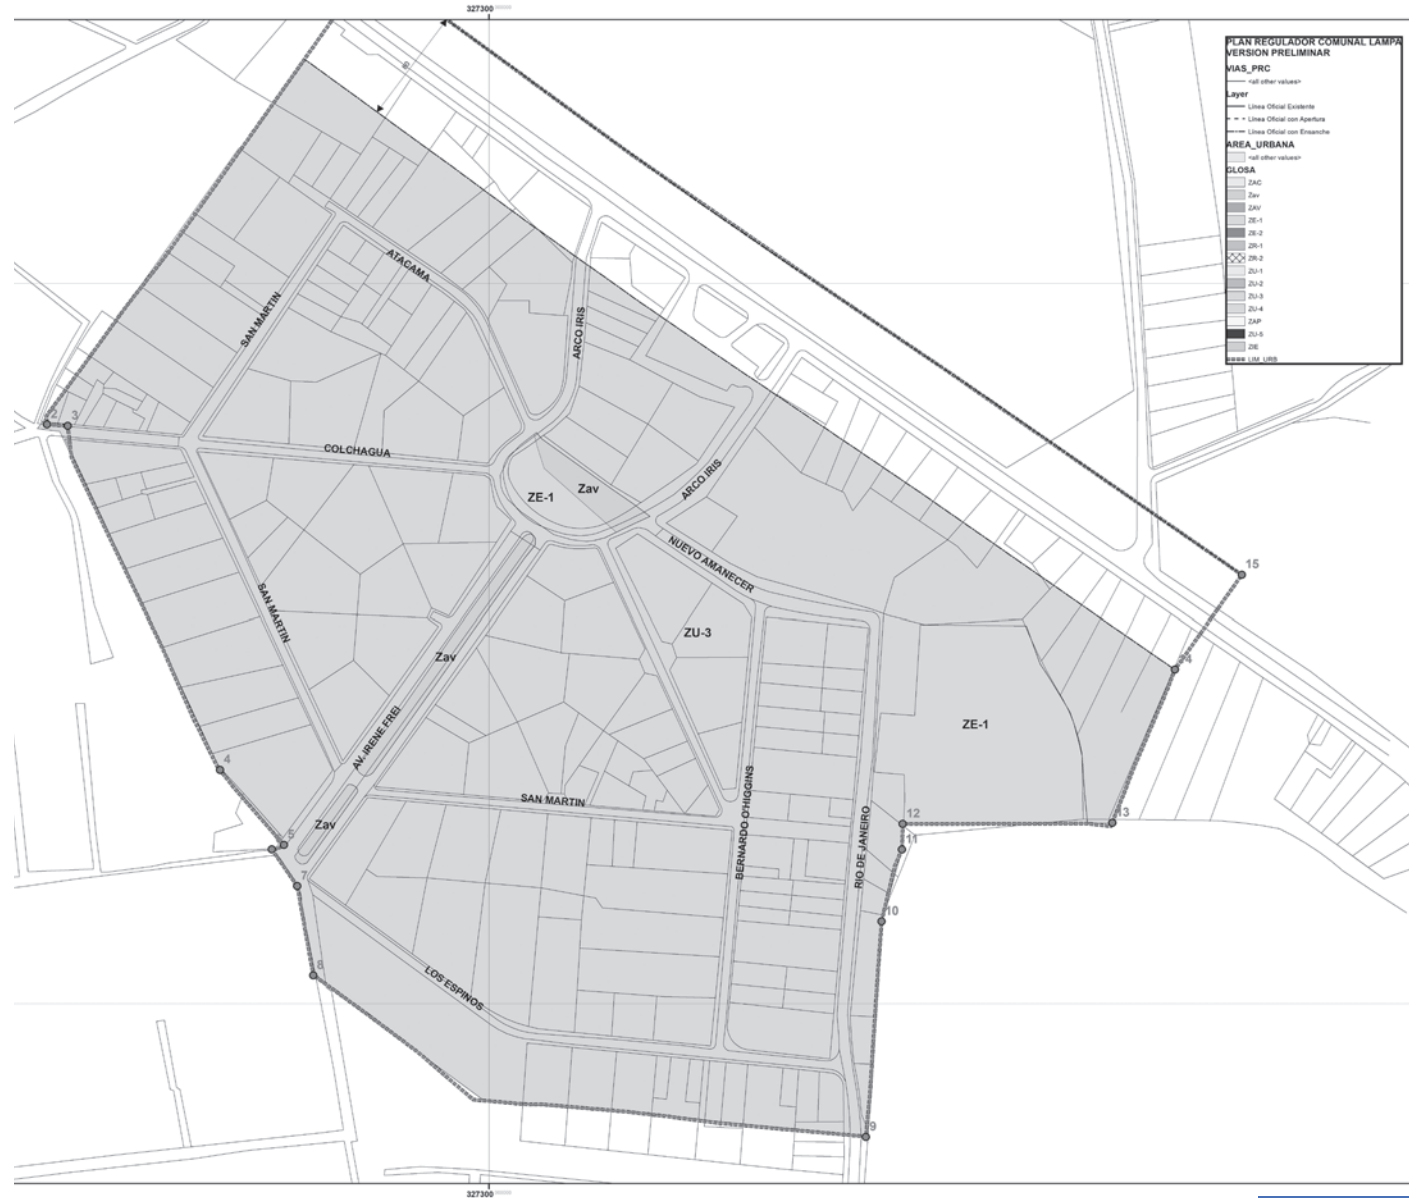 327300
PLAN REGULADOR COMUNAL LAMPA
VERSION PRELIMINAR
VIAS_PRC
<all other values>
Layer
Línea Oficial Existente
Línea Oficial con Apertura
Línea Oficial con Ensanche
AREA_URBANA
<all other values>
GLOSA
ZAC
Zav
ZAV
ZE-1
ZE-2
ZR-1
ZR-2
ZU-1
ZU-2
ZU-3
ZU-4
ZAP
ZU-5
ZIE
LIM_URB
ATACAMA
SAN MARTIN
ARCO IRIS
2
3
COLCHAGUA
ARCO IRIS
ZE-1
Zav
NUEVO AMANECER
15
SAN MARTIN
ZU-3
Zav
14
ZE-1
AV. IRENE FREI
4
SAN MARTIN
BERNARDO O'HIGGINS
RIO DE JANEIRO
Zav
12
13
5
11
7
10
8
LOS ESPINOS
9
327300